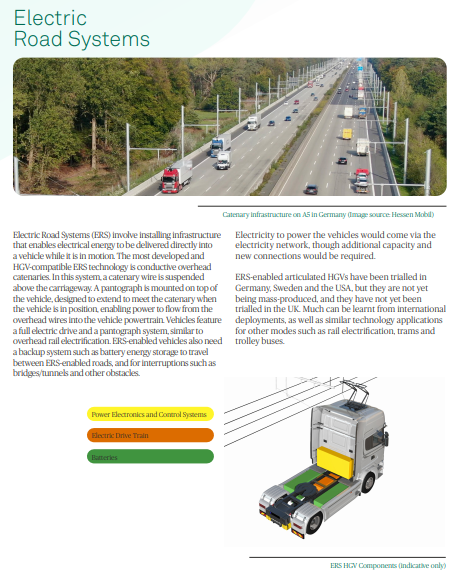 Electric
Road Systems
Catenary infrastructure on A5 in Germany (Image source: Hessen Mobil)
Electric Road Systems (ERS) involve installing infrastructure
that enables electrical energy to be delivered directly into
a vehicle while it is in motion. The most developed and
HGV-compatible ERS technology is conductive overhead
catenaries. In this system, a catenary wire is suspended
above the carriageway. A pantograph is mounted on top of
the vehicle, designed to extend to meet the catenary when
the vehicle is in position, enabling power to flow from the
overhead wires into the vehicle powertrain. Vehicles feature
a full electric drive and a pantograph system, similar to
overhead rail electrification. ERS-enabled vehicles also need
a backup system such as battery energy storage to travel
between ERS-enabled roads, and for interruptions such as
bridges/tunnels and other obstacles.
Electricity to power the vehicles would come via the
electricity network, though additional capacity and
new connections would be required.
ERS-enabled articulated HGVs have been trialled in
Germany, Sweden and the USA, but they are not yet
being mass-produced, and they have not yet been
trialled in the UK. Much can be learnt from international
deployments, as well as similar technology applications
for other modes such as rail electrification, trams and
trolley buses.
Power Electronics and Control Systems
Electric Drive Train
Batteries
ERS HGV Components (indicative only)